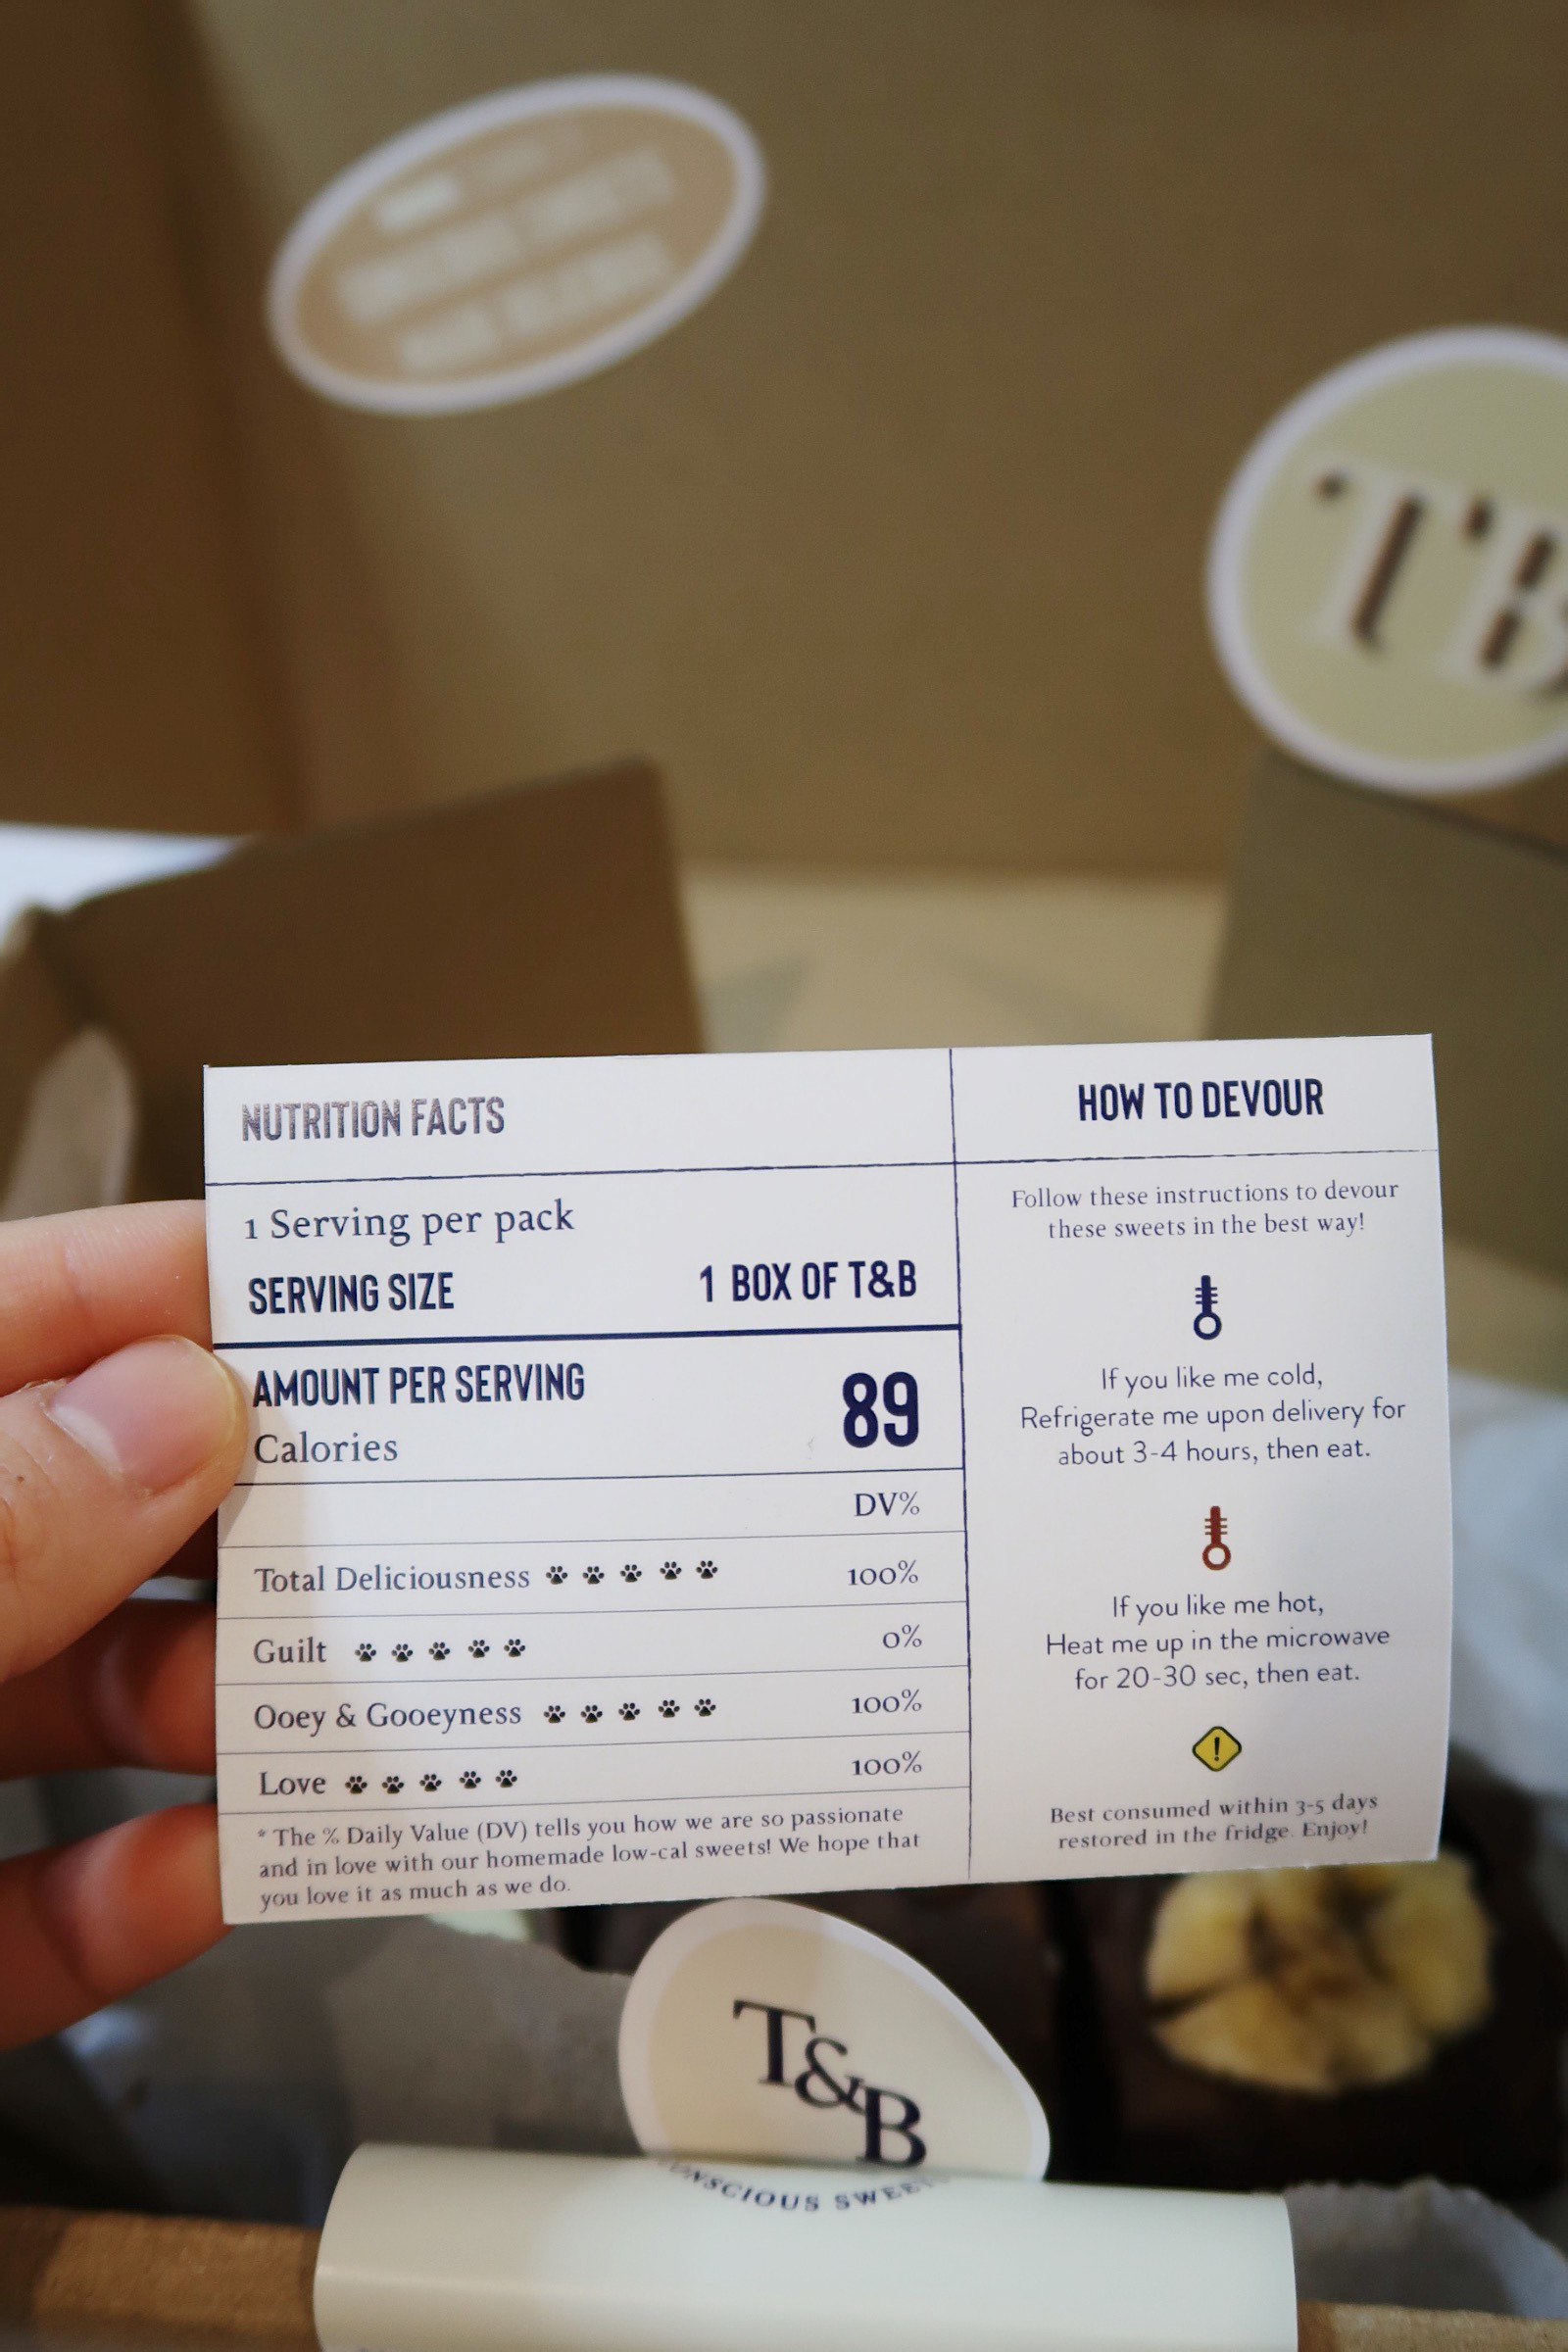 TB
NUTRITION FACTS
1 Serving per pack
SERVING SIZE 1 BOX OF T&B
AMOUNT PER SERVING
Calories 89
DV%
Total Deliciousness 100%
Guilt 0%
Ooey & Gooeyness 100%
Love 100%
* The % Daily Value (DV) tells you how we are so passionate
and in love with our homemade low-cal sweets! We hope that
you love it as much as we do.
HOW TO DEVOUR
Follow these instructions to devour
these sweets in the best way!
If you like me cold,
Refrigerate me upon delivery for
about 3-4 hours, then eat.
If you like me hot,
Heat me up in the microwave
for 20-30 sec, then eat.
!
Best consumed within 3-5 days
restored in the fridge. Enjoy!
T&B